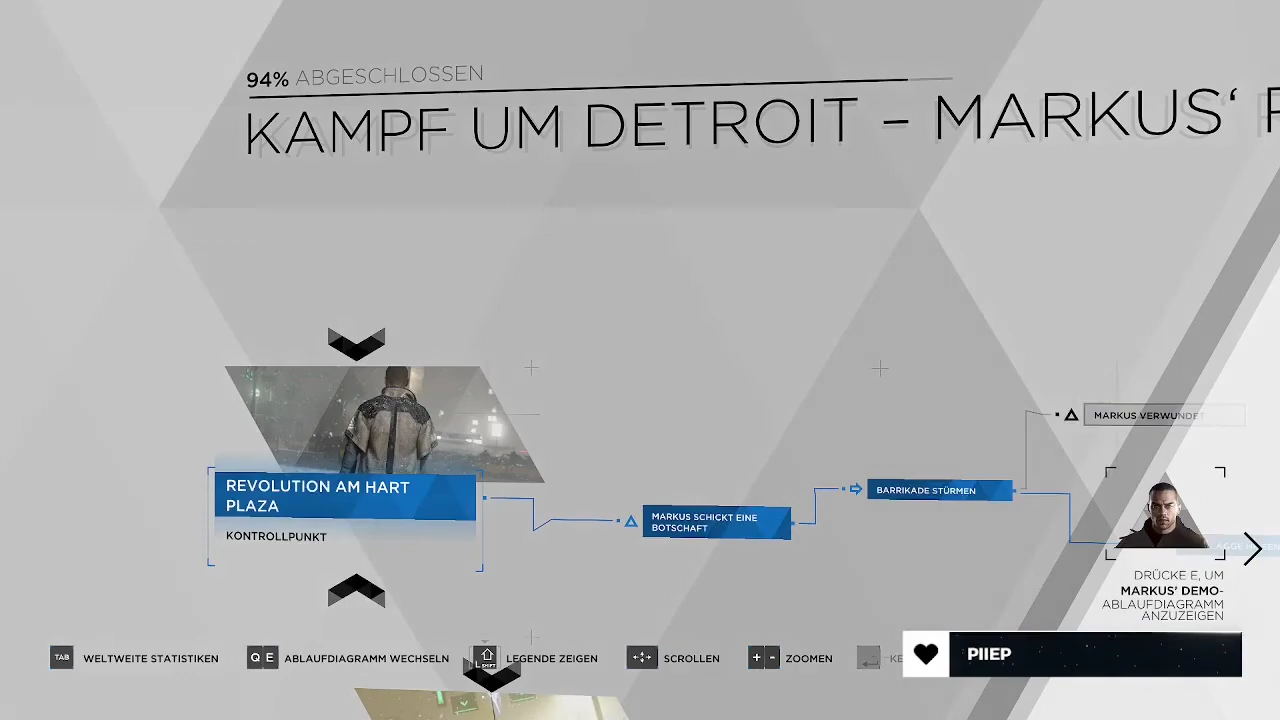 94% ABGESCHLOSSEN
KAMPF UM DETROIT – MARKUS‘
MARKUS VERWUNDET
REVOLUTION AM HART
PLAZA
KONTROLLPUNKT
MARKUS SCHICKT EINE
BOTSCHAFT
BARRIKADE STÜRMEN
DRÜCKE E, UM
MARKUS' DEMO-
ABLAUFDIAGRAMM
ANZUZEIGEN
TAB WELTWEITE STATISTIKEN
Q E ABLAUFDIAGRAMM WECHSELN
L SHIFT LEGENDE ZEIGEN
SCROLLEN
+ - ZOOMEN
PIIEP